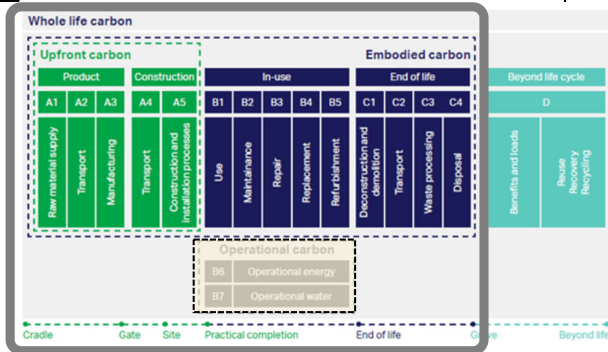 Whole life carbon
Upfront carbon
Embodied carbon
Product
Construction
In-use
End of life
Beyond life cycle
A1
A2
A3
A4
A5
B1
B2
B3
B4
B5
C1
C2
C3
C4
D
Raw material supply
Transport
Manufacturing
Transport
Construction and
installation processes
Use
Maintainance
Repair
Replacement
Refurbishment
Deconstruction and
demolition
Transport
Waste processing
Disposal
Benefits and loads
Reuse
Recovery
Recycling
Operational carbon
B6
Operational energy
B7
Operational water
Cradle
Gate
Site
Practical completion
End of life
Beyond life